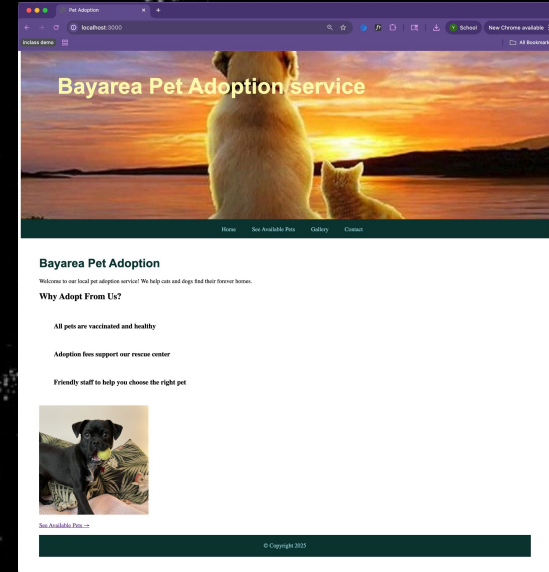 Pet Adoption
localhost:3000
School
New Chrome available
inclass demo
All Bookmarks
Bayarea Pet Adoption service
Home See Available Pets Gallery Contact
Bayarea Pet Adoption
Welcome to our local pet adoption service! We help cats and dogs find their forever homes.
Why Adopt From Us?
All pets are vaccinated and healthy
Adoption fees support our rescue center
Friendly staff to help you choose the right pet
See Available Pets →
© Copyright 2025